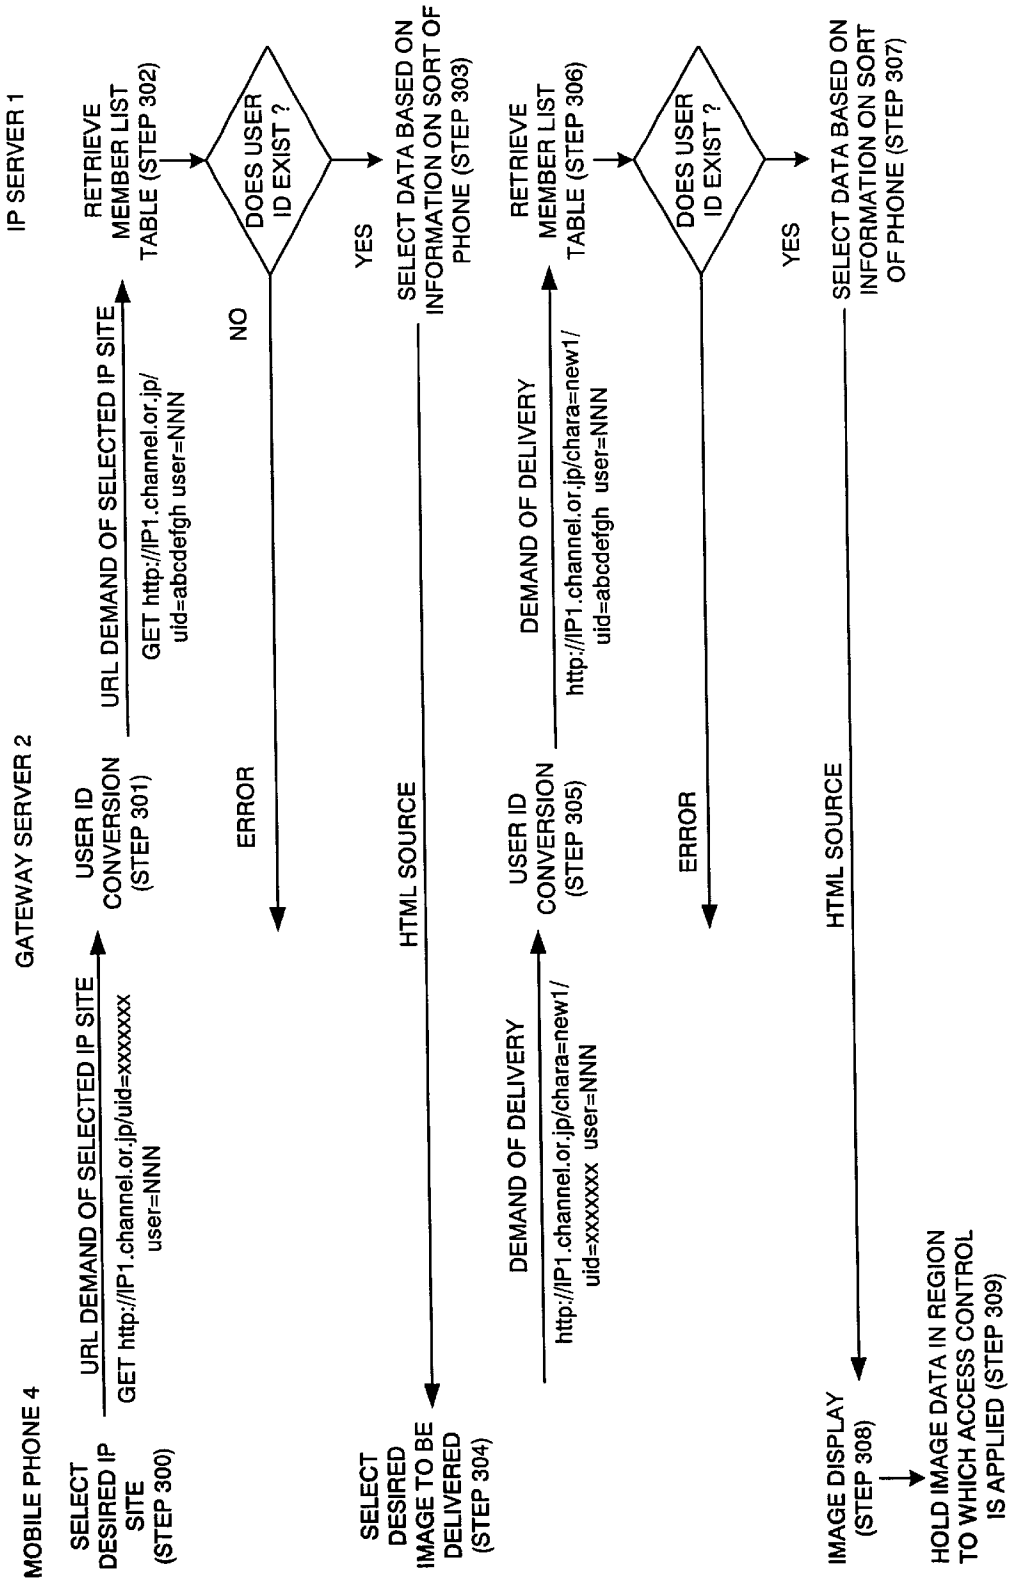 MOBILE PHONE 4
GATEWAY SERVER 2
IP SERVER 1
SELECT
DESIRED IP
SITE
(STEP 300)
URL DEMAND OF SELECTED IP SITE
GET http://IP1.channel.or.jp/uid=xxxxxxx
user=NNN
USER ID
CONVERSION
(STEP 301)
URL DEMAND OF SELECTED IP SITE
GET http://IP1.channel.or.jp/
uid=abcdefgh user=NNN
RETRIEVE
MEMBER LIST
TABLE (STEP 302)
DOES USER
ID EXIST ?
NO
ERROR
YES
SELECT DATA BASED ON
INFORMATION ON SORT OF
PHONE (STEP 303)
HTML SOURCE
SELECT
DESIRED
IMAGE TO BE
DELIVERED
(STEP 304)
DEMAND OF DELIVERY
http://IP1.channel.or.jp/chara=new1/
uid=xxxxxxx user=NNN
USER ID
CONVERSION
(STEP 305)
DEMAND OF DELIVERY
http://IP1.channel.or.jp/chara=new1/
uid=abcdefgh user=NNN
RETRIEVE
MEMBER LIST
TABLE (STEP 306)
DOES USER
ID EXIST ?
ERROR
YES
SELECT DATA BASED ON
INFORMATION ON SORT
OF PHONE (STEP 307)
HTML SOURCE
IMAGE DISPLAY
(STEP 308)
HOLD IMAGE DATA IN REGION
TO WHICH ACCESS CONTROL
IS APPLIED (STEP 309)